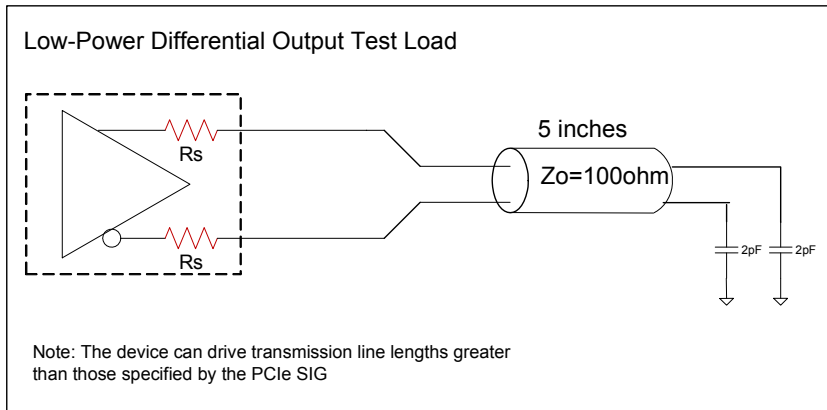 Low-Power Differential Output Test Load
Rs
Rs
5 inches
Zo=100ohm
2pF
2pF
Note: The device can drive transmission line lengths greater
than those specified by the PCIe SIG